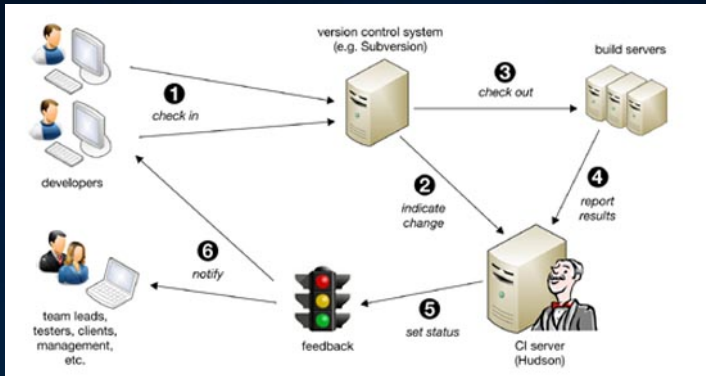 version control system
(e.g. Subversion)
build servers
1
check in
3
check out
developers
2
indicate
change
4
report
results
6
notify
5
set status
team leads,
testers, clients,
management,
etc.
feedback
CI server
(Hudson)